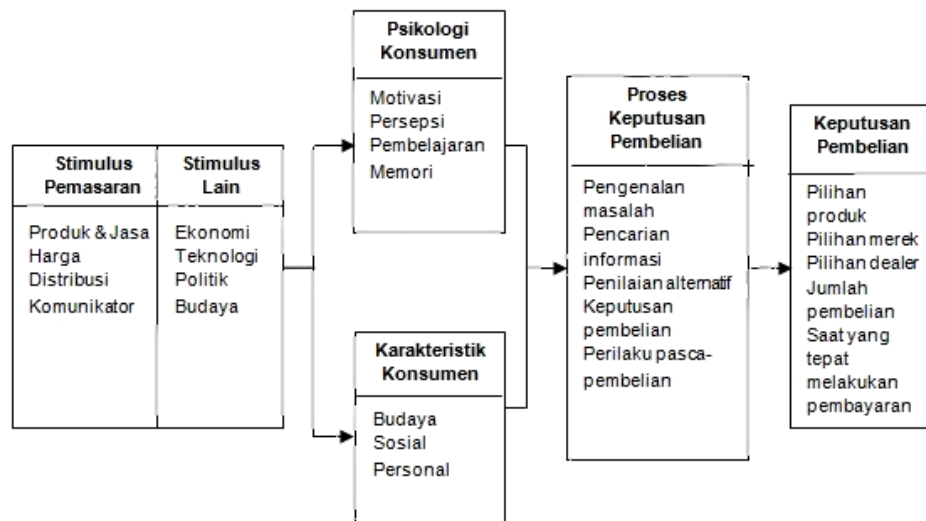 Stimulus
Pemasaran
Produk & Jasa
Harga
Distribusi
Komunikator
Stimulus
Lain
Ekonomi
Teknologi
Politik
Budaya
Psikologi
Konsumen
Motivasi
Persepsi
Pembelajaran
Memori
Karakteristik
Konsumen
Budaya
Sosial
Personal
Proses
Keputusan
Pembelian
Pengenalan
masalah
Pencarian
informasi
Penilaian alternatif
Keputusan
pembelian
Perilaku pasca-
pembelian
Keputusan
Pembelian
Pilihan
produk
Pilihan merek
Pilihan dealer
Jumlah
pembelian
Saat yang
tepat
melakukan
pembayaran